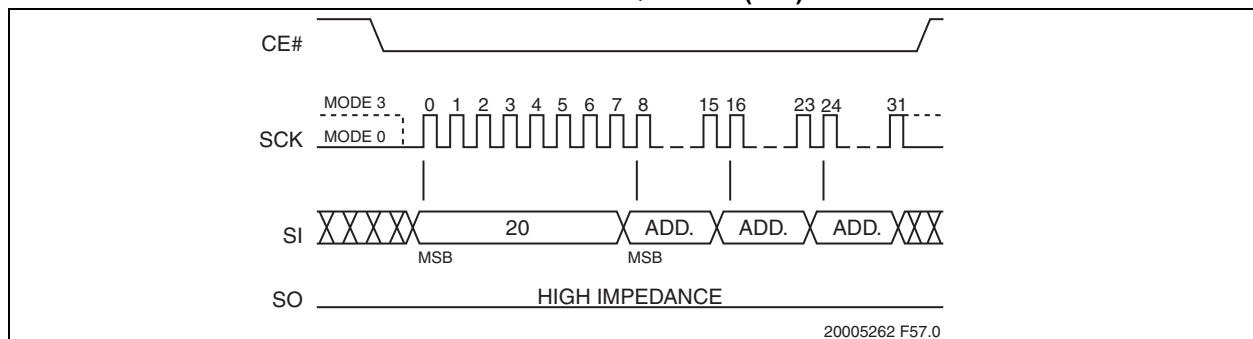 CE#
MODE 3 0 1 2 3 4 5 6 7 8 15 16 23 24 31
SCK MODE 0
SI 20 ADD. ADD. ADD.
MSB MSB
SO HIGH IMPEDANCE
20005262 F57.0